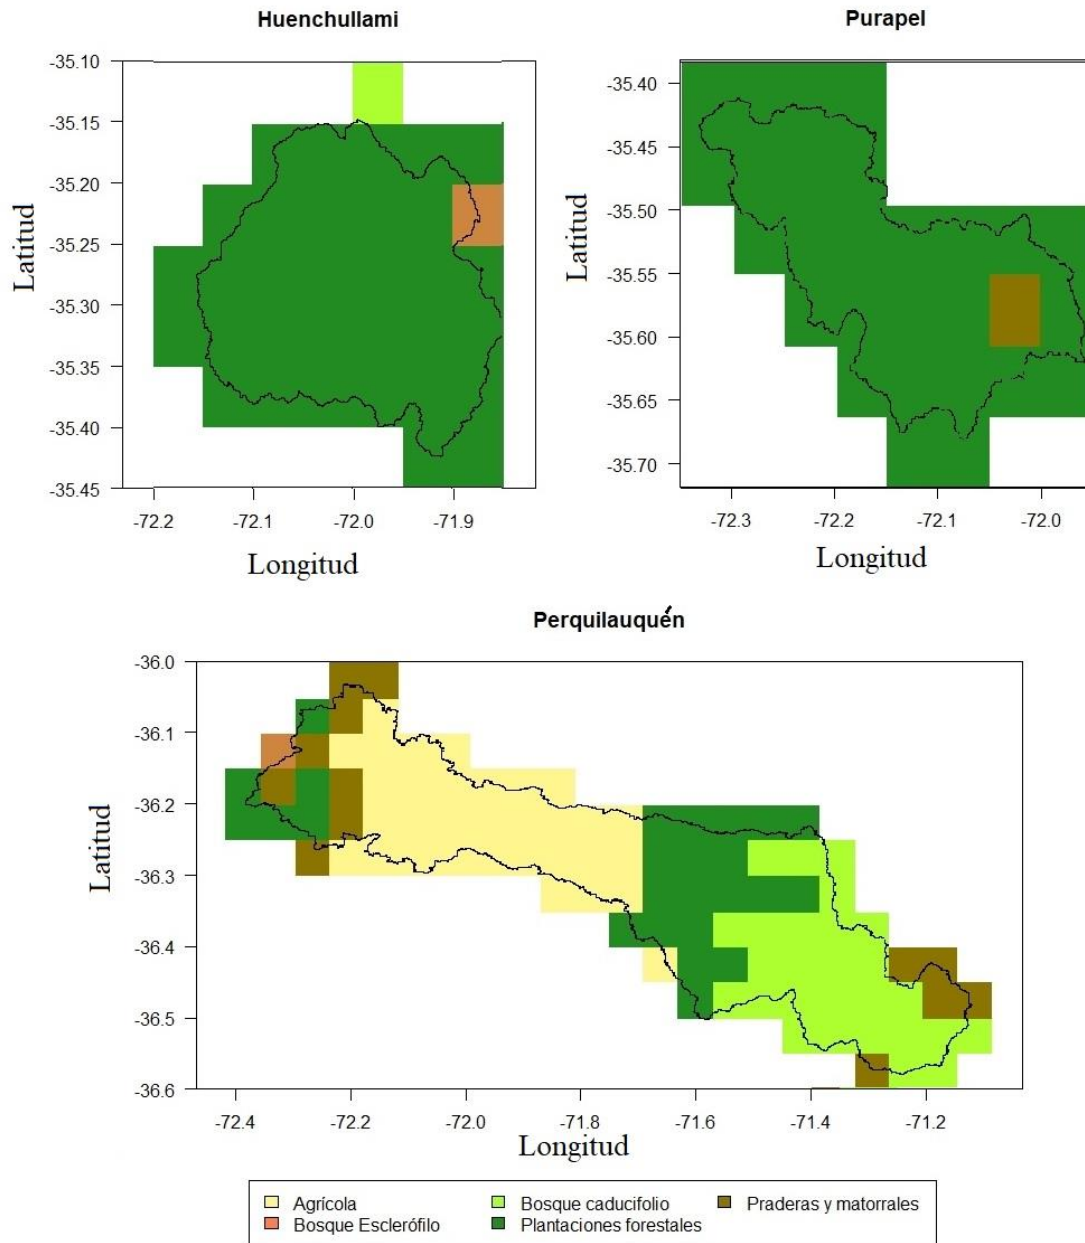 Huenchullami
Purapel
-35.10
-35.15
-35.20
-35.25
-35.30
-35.35
-35.40
-35.45
Latitud
-72.2 -72.1 -72.0 -71.9
Longitud
-35.40
-35.45
-35.50
-35.55
-35.60
-35.65
-35.70
Latitud
-72.3 -72.2 -72.1 -72.0
Longitud
Perquilauquén
-36.0
-36.1
-36.2
-36.3
-36.4
-36.5
-36.6
Latitud
-72.4 -72.2 -72.0 -71.8 -71.6 -71.4 -71.2
Longitud
Agrícola Bosque caducifolio Praderas y matorrales
Bosque Esclerófilo Plantaciones forestales